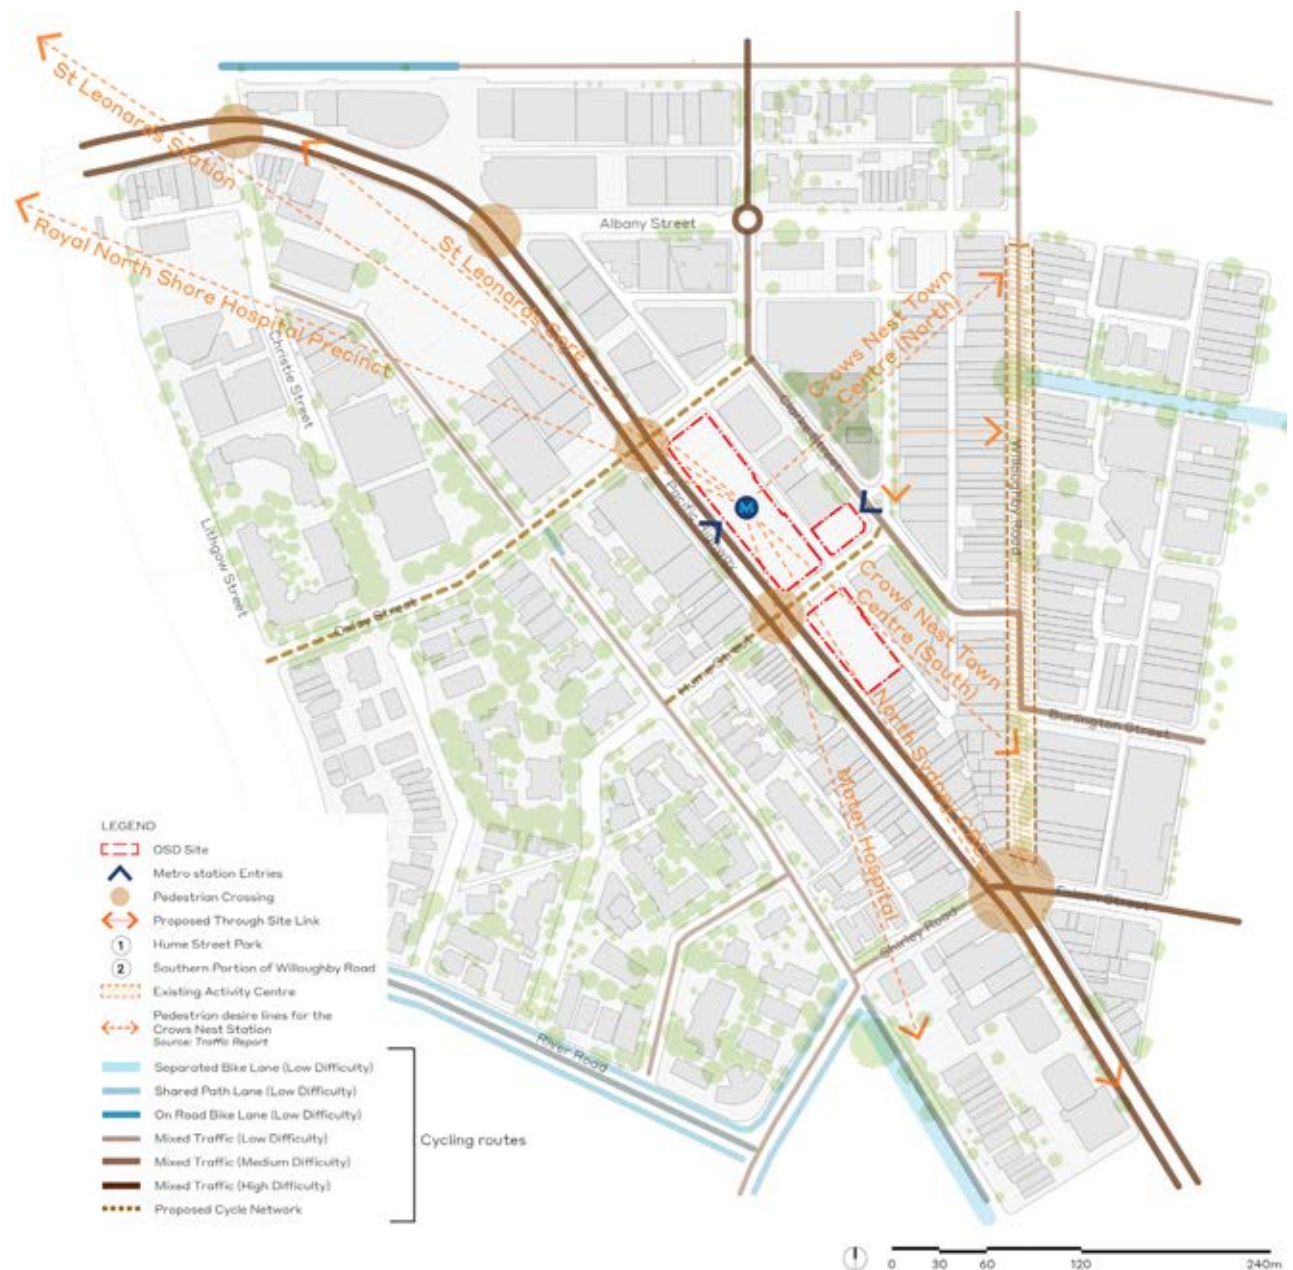 St Leonards Station
Royal North Shore Hospital Precinct
St Leonards Core
Albany Street
Crows Nest Town
Centre (North)
Christie Street
Clarke Street
Willoughby Road
Pacific Highway
Lithgow Street
Oxley Street
Hume Street
Crows Nest Town
Centre (South)
North Sydney CBD
Burlington Street
Mater Hospital
Falcon Street
Shirley Road
River Road
M
LEGEND
OSD Site
Metro station Entries
Pedestrian Crossing
Proposed Through Site Link
1 Hume Street Park
2 Southern Portion of Willoughby Road
Existing Activity Centre
Pedestrian desire lines for the
Crows Nest Station
Source: Traffic Report
Separated Bike Lane (Low Difficulty)
Shared Path Lane (Low Difficulty)
On Road Bike Lane (Low Difficulty)
Mixed Traffic (Low Difficulty)
Mixed Traffic (Medium Difficulty)
Mixed Traffic (High Difficulty)
Proposed Cycle Network
Cycling routes
0 30 60 120 240m